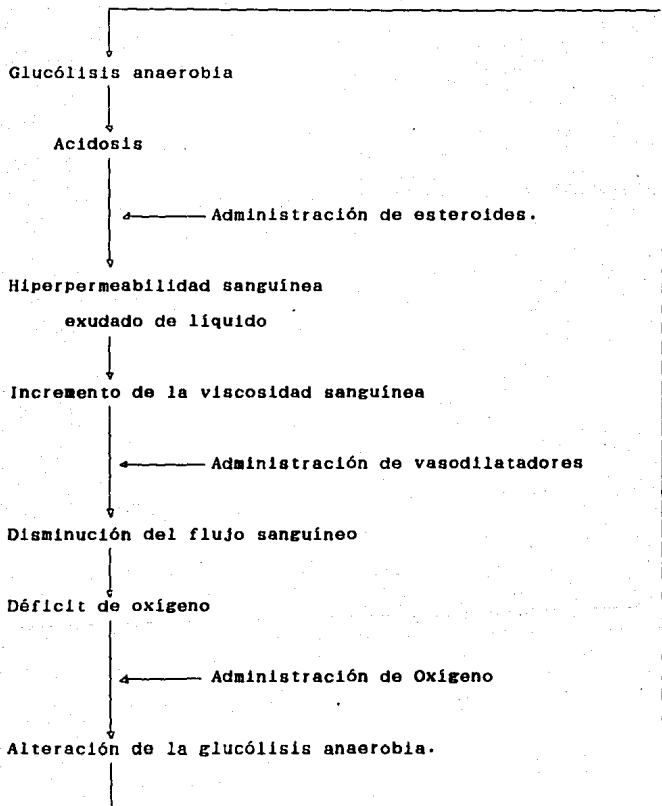 Glucólisis anaerobia
Acidosis
Administración de esteroides.
Hiperpermeabilidad sanguínea
exudado de líquido
Incremento de la viscosidad sanguínea
Administración de vasodilatadores
Disminución del flujo sanguíneo
Déficit de oxígeno
Administración de Oxígeno
Alteración de la glucólisis anaerobia.